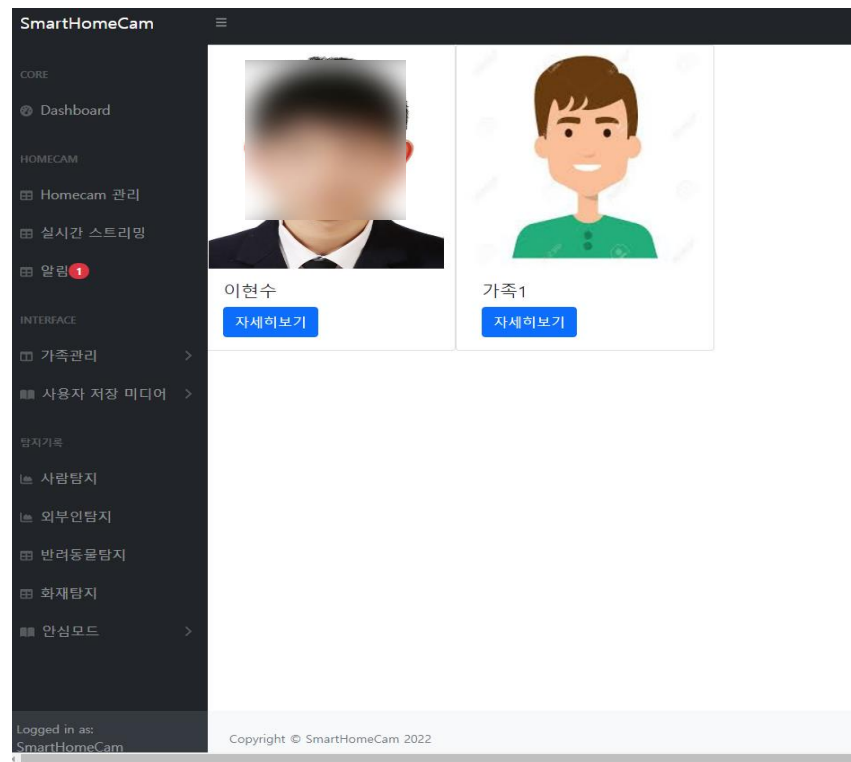 SmartHomeCam
CORE
Dashboard
HOMECAM
Homecam 관리
실시간 스트리밍
알림 1
INTERFACE
가족관리
사용자 저장 미디어
탐지기록
사람탐지
외부인탐지
반려동물탐지
화재탐지
안심모드
Logged in as:
SmartHomeCam
이현수
자세히보기
가족1
자세히보기
Copyright © SmartHomeCam 2022